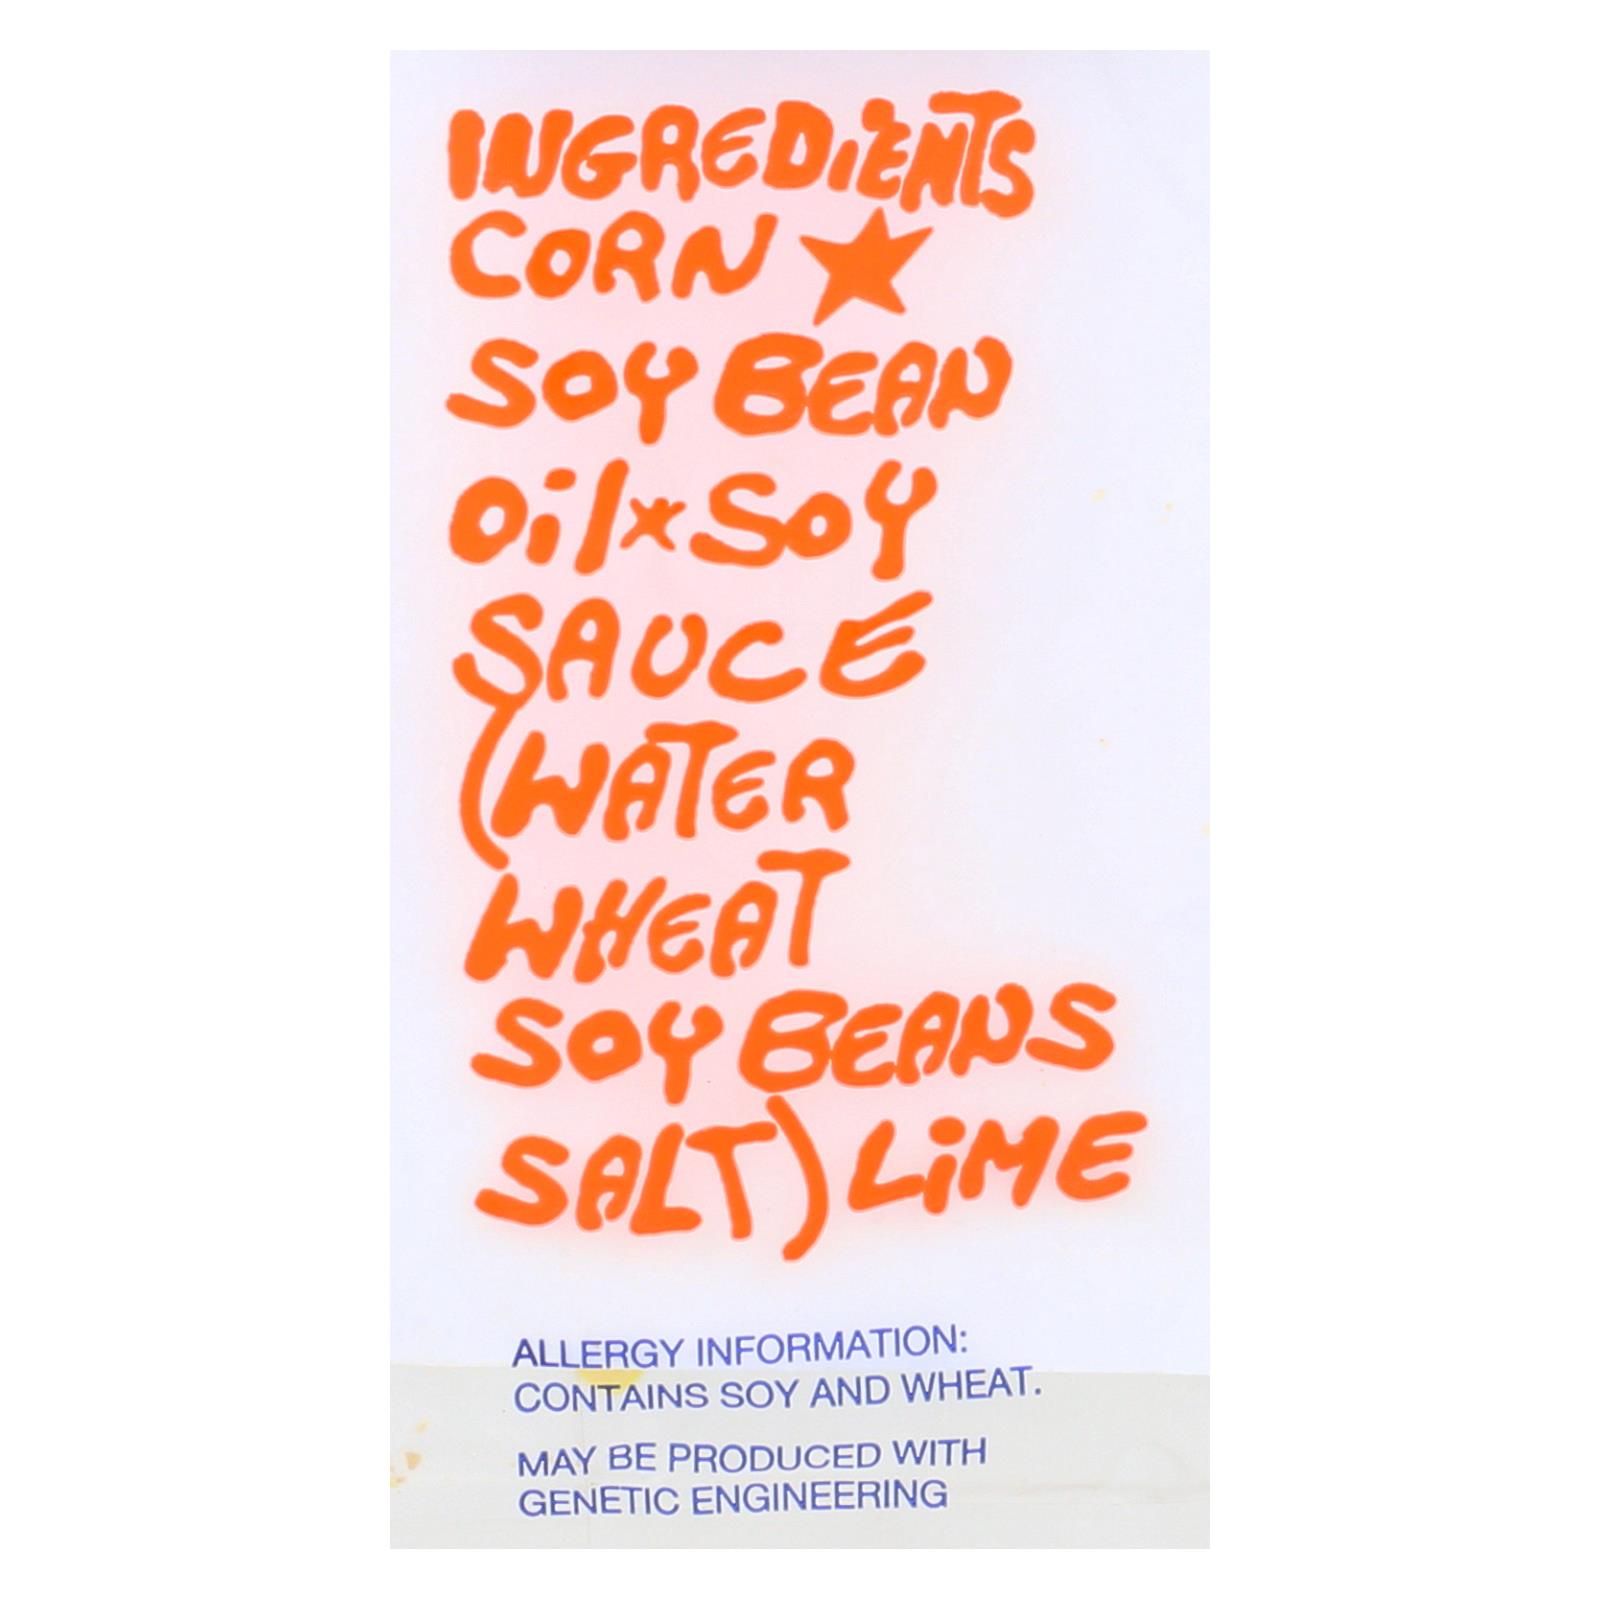 INGREDiENTS
CORN ★
SOY BEAN
Oil * SOY
SAUCE
(WATER
WHEAT
SOY BEANS
SALT) LiME
ALLERGY INFORMATION:
CONTAINS SOY AND WHEAT.
MAY BE PRODUCED WITH
GENETIC ENGINEERING